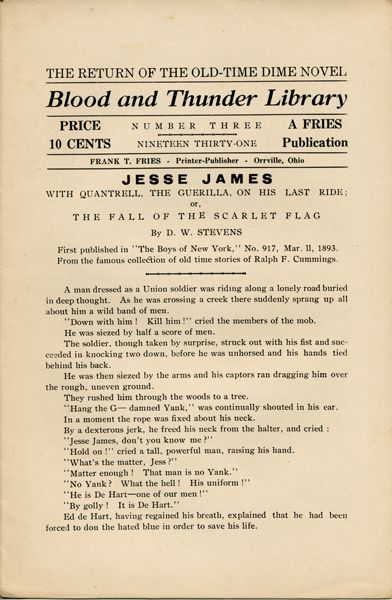 THE RETURN OF THE OLD-TIME DIME NOVEL
Blood and Thunder Library
PRICE
10 CENTS
NUMBER THREE
NINETEEN THIRTY-ONE
A FRIES
Publication
FRANK T. FRIES - Printer-Publisher - Orrville, Ohio
JESSE JAMES
WITH QUANTRELL, THE GUERILLA, ON HIS LAST RIDE;
or,
THE FALL OF THE SCARLET FLAG
By D. W. STEVENS
First published in "The Boys of New York," No. 917, Mar. 11, 1893.
From the famous collection of old time stories of Ralph F. Cummings.
A man dressed as a Union soldier was riding along a lonely road buried
in deep thought. As he was crossing a creek there suddenly sprang up all
about him a wild band of men.
"Down with him! Kill him!" cried the members of the mob.
He was siezed by half a score of men.
The soldier, though taken by surprise, struck out with his fist and suc-
ceeded in knocking two down, before he was unhorsed and his hands tied
behind his back.
He was then siezed by the arms and his captors ran dragging him over
the rough, uneven ground.
They rushed him through the woods to a tree.
"Hang the G— damned Yank," was continually shouted in his ear.
In a moment the rope was fixed about his neck.
By a dexterous jerk, he freed his neck from the halter, and cried:
"Jesse James, don't you know me?"
"Hold on!" cried a tall, powerful man, raising his hand.
"What's the matter, Jess?"
"Matter enough! That man is no Yank."
"No Yank? What the hell! His uniform!"
"He is De Hart—one of our men!"
"By golly! It is De Hart."
Ed de Hart, having regained his breath, explained that he had been
forced to don the hated blue in order to save his life.